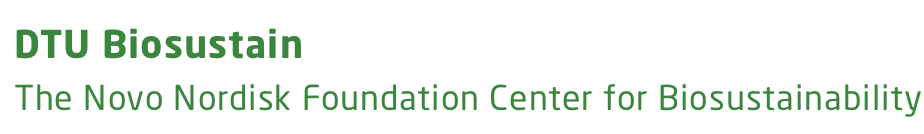 DTU Biosustain
The Novo Nordisk Foundation Center for Biosustainability